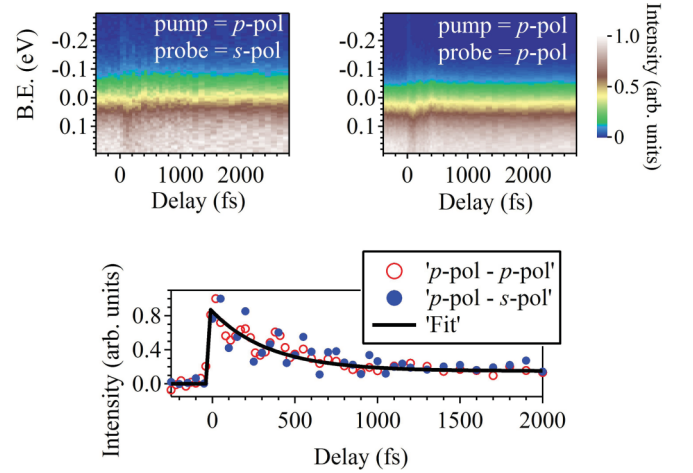 pump = p-pol
probe = s-pol
pump = p-pol
probe = p-pol
B.E. (eV)
-0.2
-0.1
0.0
0.1
-0.2
-0.1
0.0
0.1
0 1000 2000
Delay (fs)
0 1000 2000
Delay (fs)
1.0
0.5
0
Intensity (arb. units)
'p-pol - p-pol'
'p-pol - s-pol'
'Fit'
Intensity (arb. units)
0.8
0.4
0.0
0 500 1000 1500 2000
Delay (fs)